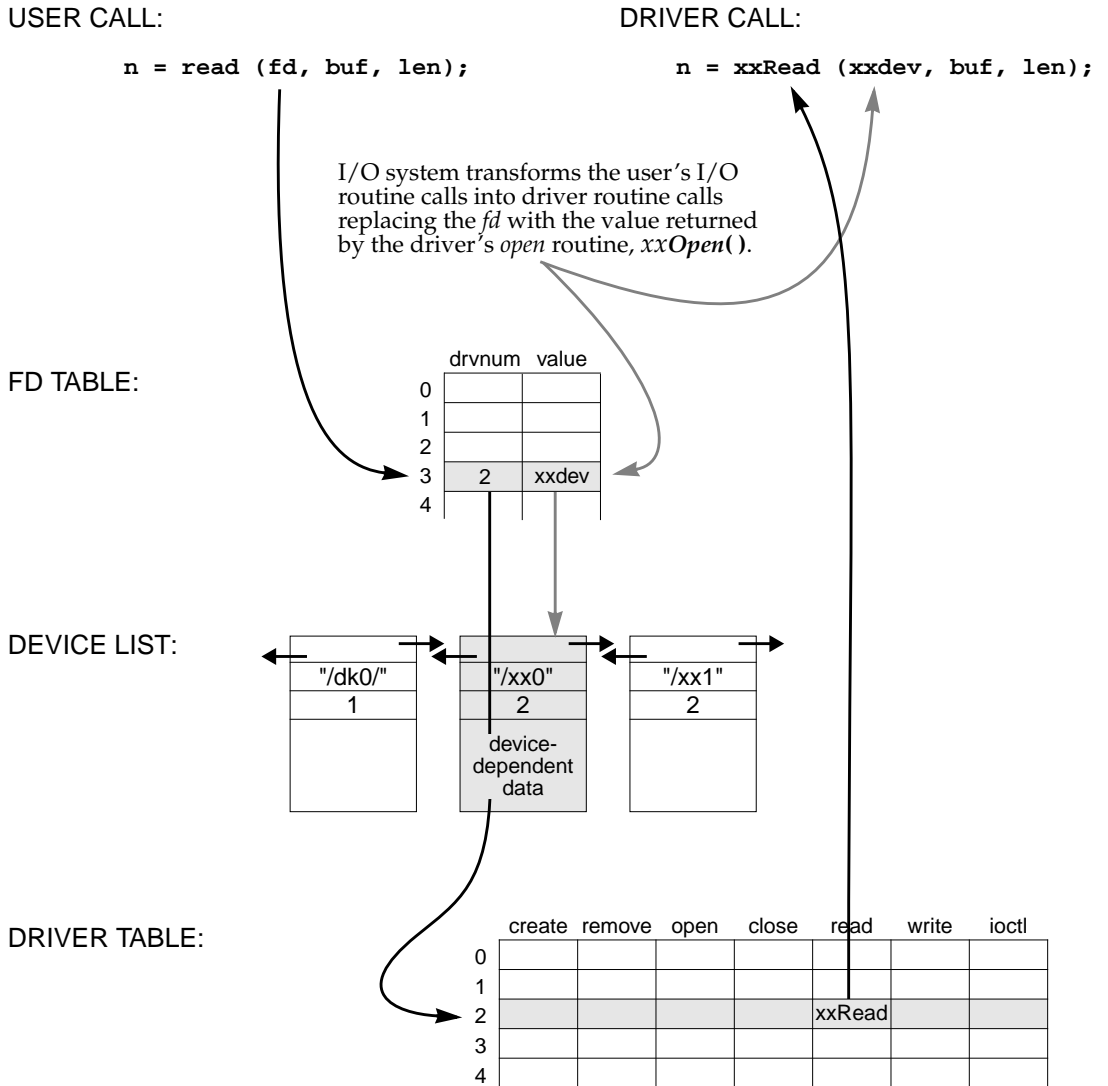 USER CALL: DRIVER CALL:
n = read (fd, buf, len); n = xxRead (xxdev, buf, len);
I/O system transforms the user's I/O
routine calls into driver routine calls
replacing the fd with the value returned
by the driver's open routine, xxOpen( ).
FD TABLE:
drvnum value
0
1
2
3 2 xxdev
4
DEVICE LIST:
"/dk0/" "/xx0" "/xx1"
1 2 2
device-
dependent
data
DRIVER TABLE:
create remove open close read write ioctl
0
1
2 xxRead
3
4